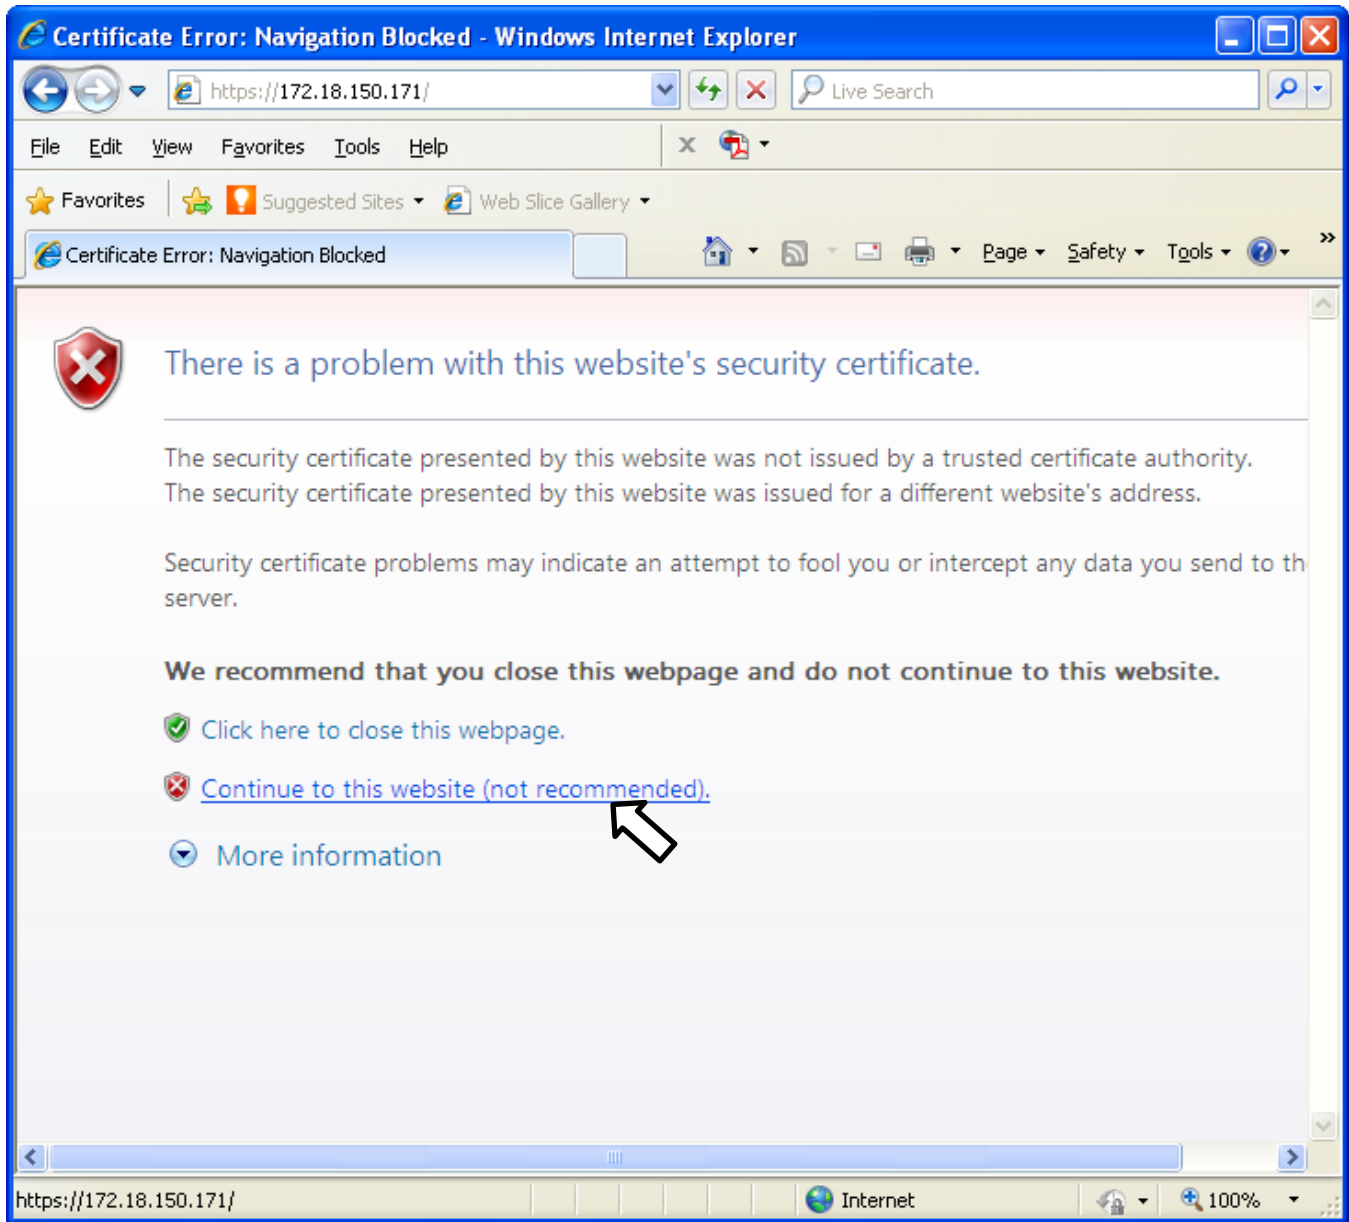 Certificate Error: Navigation Blocked - Windows Internet Explorer
https://172.18.150.171/
Live Search
File Edit View Favorites Tools Help
Favorites Suggested Sites Web Slice Gallery
Certificate Error: Navigation Blocked
Page Safety Tools
There is a problem with this website's security certificate.
The security certificate presented by this website was not issued by a trusted certificate authority.
The security certificate presented by this website was issued for a different website's address.
Security certificate problems may indicate an attempt to fool you or intercept any data you send to th
server.
We recommend that you close this webpage and do not continue to this website.
Click here to close this webpage.
Continue to this website (not recommended).
More information
https://172.18.150.171/ Internet 100%